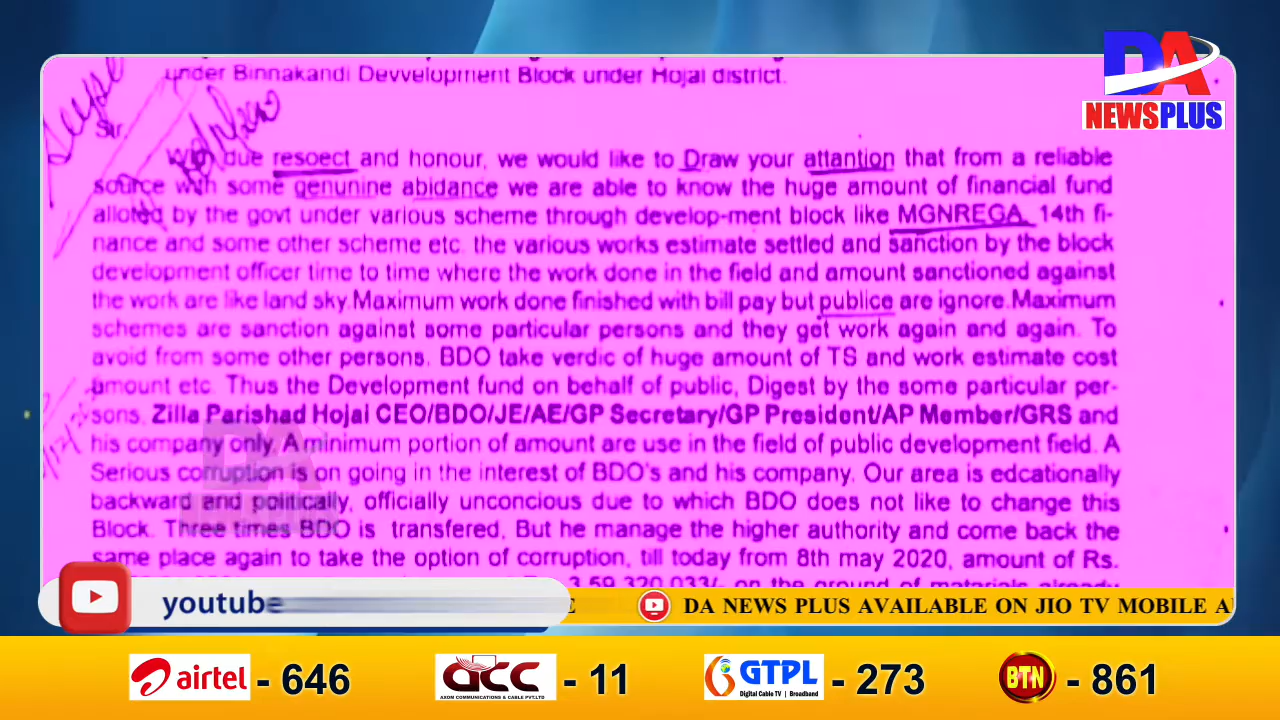 DA
NEWSPLUS
under Binnakandi Devvelopment Block under Hojai district.
Sir,
With due resoect and honour, we would like to Draw your attantion that from a reliable
source with some genunine abidance we are able to know the huge amount of financial fund
alloted by the govt under various scheme through develop-ment block like MGNREGA, 14th fi-
nance and some other scheme etc. the various works estimate settled and sanction by the block
development officer time to time where the work done in the field and amount sanctioned against
the work are like land sky. Maximum work done finished with bill pay but publice are ignore. Maximum
schemes are sanction against some particular persons and they get work again and again. To
avoid from some other persons. BDO take verdic of huge amount of TS and work estimate cost
amount etc. Thus the Development fund on behalf of public, Digest by the some particular per-
sons. Zilla Parishad Hojai CEO/BDO/JE/AE/GP Secretary/GP President/AP Member/GRS and
his company only. A minimum portion of amount are use in the field of public development field. A
Serious corruption is on going in the interest of BDO's and his company. Our area is edcationally
backward and politically, officially unconcious due to which BDO does not like to change this
Block. Three times BDO is transfered, But he manage the higher authority and come back the
same place again to take the option of corruption, till today from 8th may 2020, amount of Rs.
3,59,320,033/- on the ground of materials already
youtube
DA NEWS PLUS AVAILABLE ON JIO TV MOBILE
airtel - 646
ACC - 11
AXOM COMMUNICATIONS & CABLE PVT.LTD
GTPL - 273
Digital Cable TV | Broadband
BTN - 861